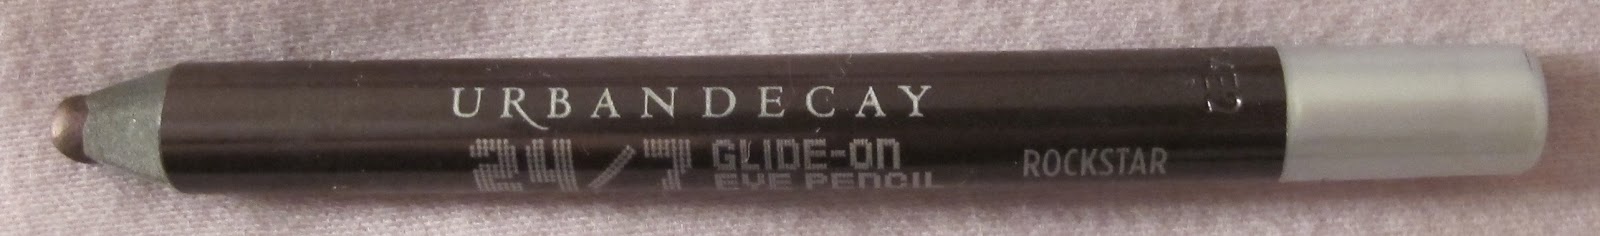 URBANDECAY
24/7 GLIDE-ON
EYE PENCIL
ROCKSTAR